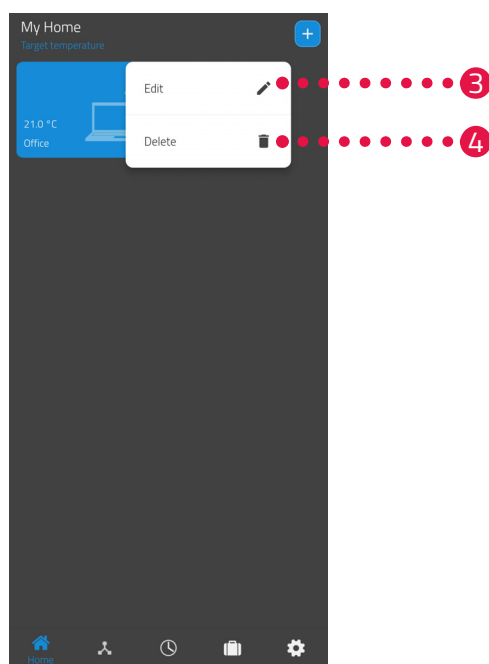 My Home
Target temperature
+
Edit
3
21.0 °C
Office
Delete
4
Home